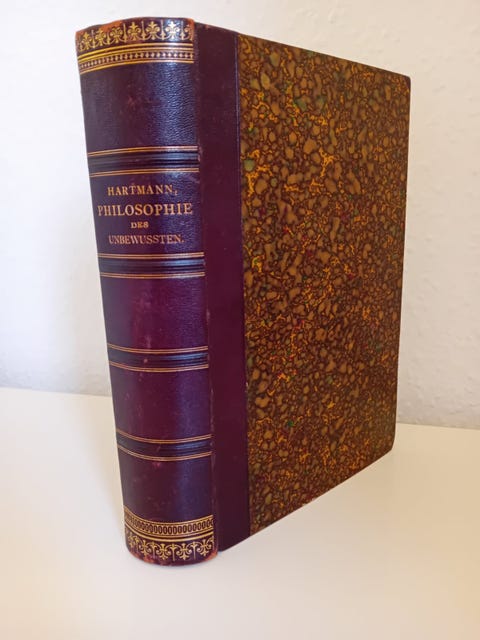 HARTMANN,
PHILOSOPHIE
DES
UNBEWUSSTEN.